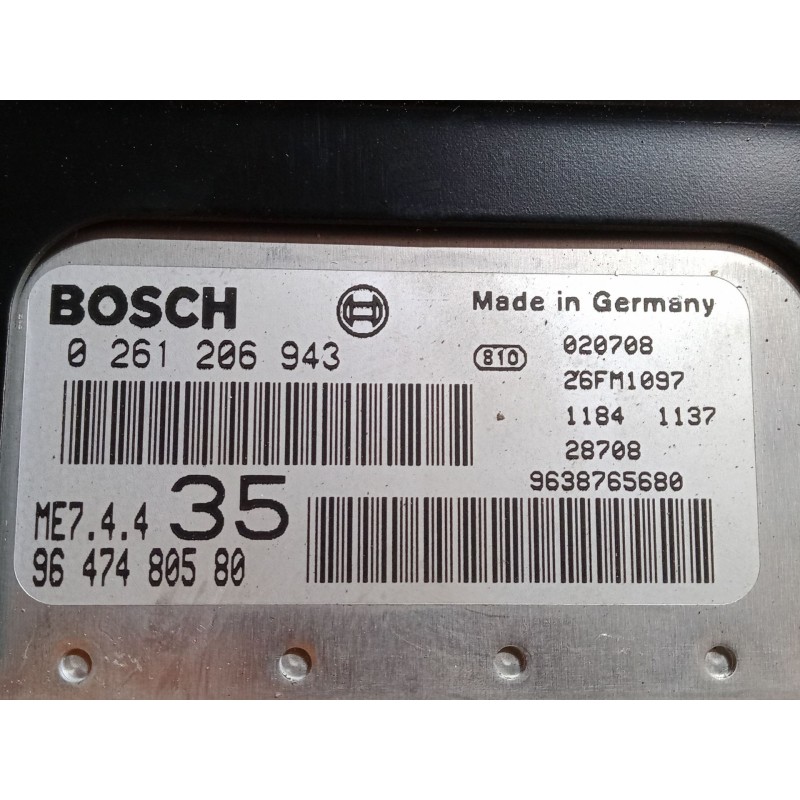 BOSCH
Made in Germany
0 261 206 943
810
020708
26FM1097
1184 1137
28708
9638765680
ME7.4.4 35
96 474 805 80